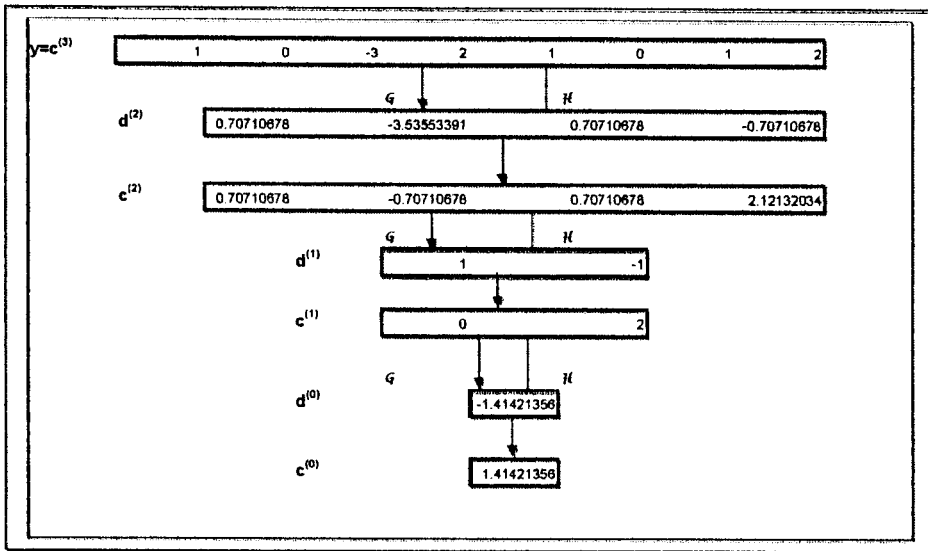 y=c(3) 1 0 -3 2 1 0 1 2
G H
d(2) 0.70710678 -3.53553391 0.70710678 -0.70710678
c(2) 0.70710678 -0.70710678 0.70710678 2.12132034
G H
d(1) 1 -1
c(1) 0 2
G H
d(0) -1.41421356
c(0) 1.41421356